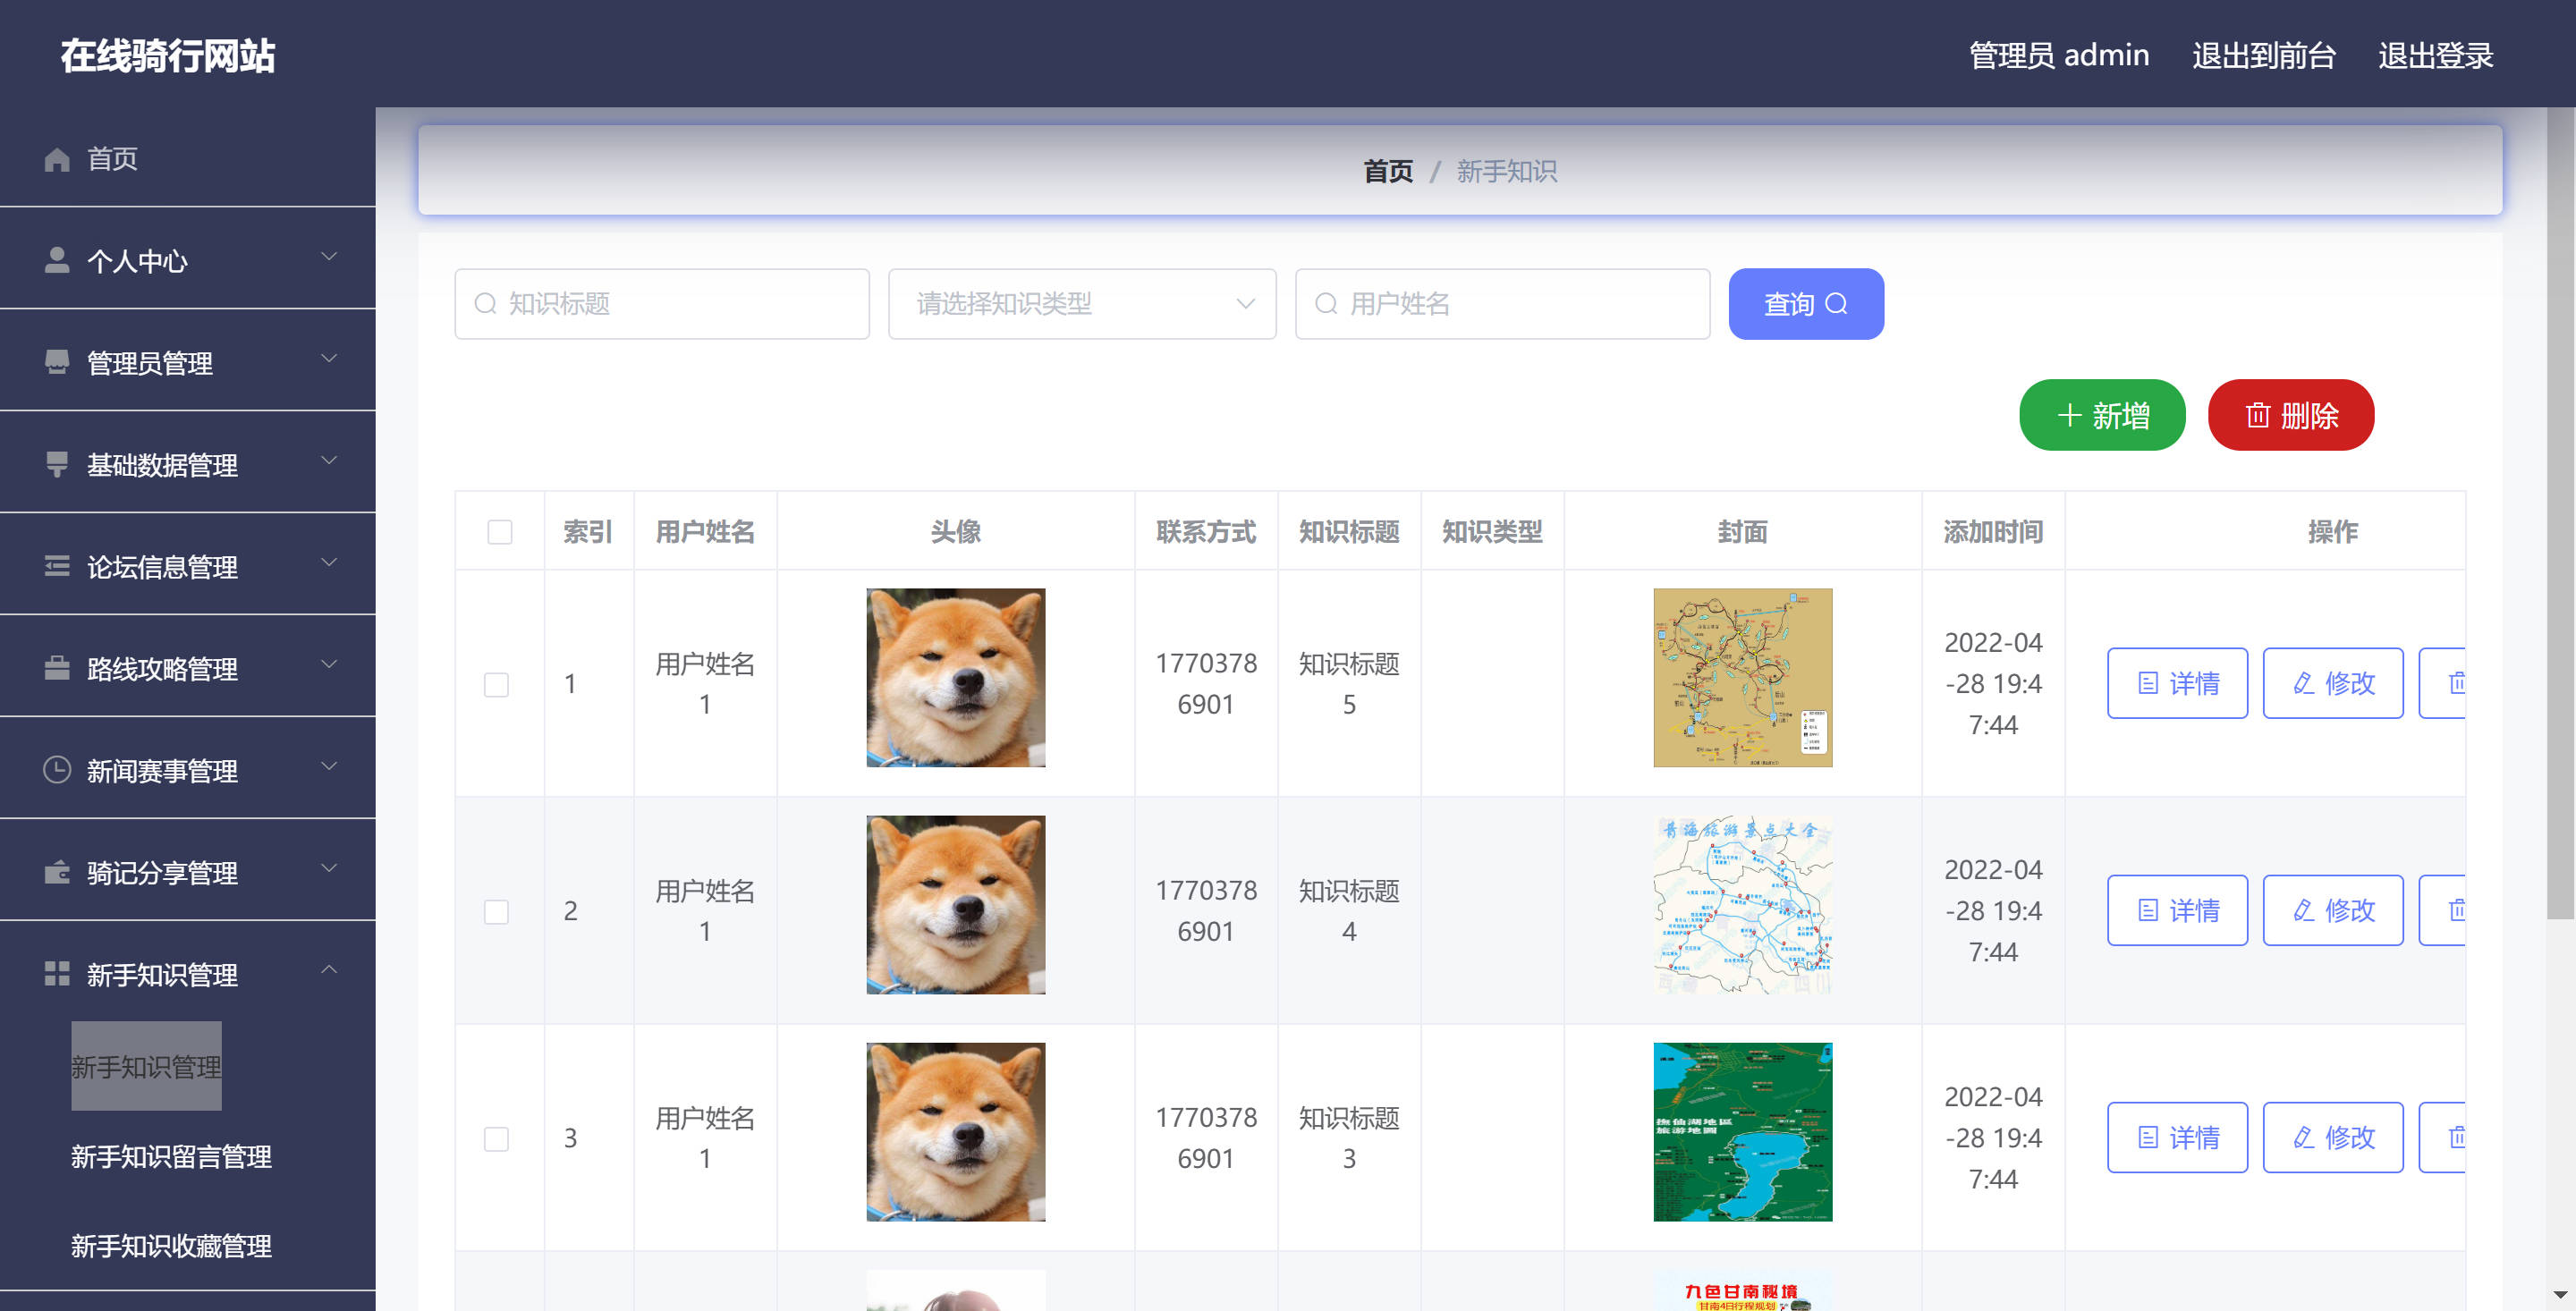 在线骑行网站
管理员 admin 退出到前台 退出登录
首页
个人中心
管理员管理
基础数据管理
论坛信息管理
路线攻略管理
新闻赛事管理
骑记分享管理
新手知识管理
新手知识管理
新手知识留言管理
新手知识收藏管理
首页 / 新手知识
知识标题 请选择知识类型 用户姓名 查询
新增 删除
索引 用户姓名 头像 联系方式 知识标题 知识类型 封面 添加时间 操作
1 用户姓名1 17703786901 知识标题5 2022-04-28 19:47:44 详情 修改
2 用户姓名1 17703786901 知识标题4 2022-04-28 19:47:44 详情 修改
青海旅游景点大全
3 用户姓名1 17703786901 知识标题3 2022-04-28 19:47:44 详情 修改
抚仙湖地区
旅游地图
九色甘南秘境
甘南4日行程规划